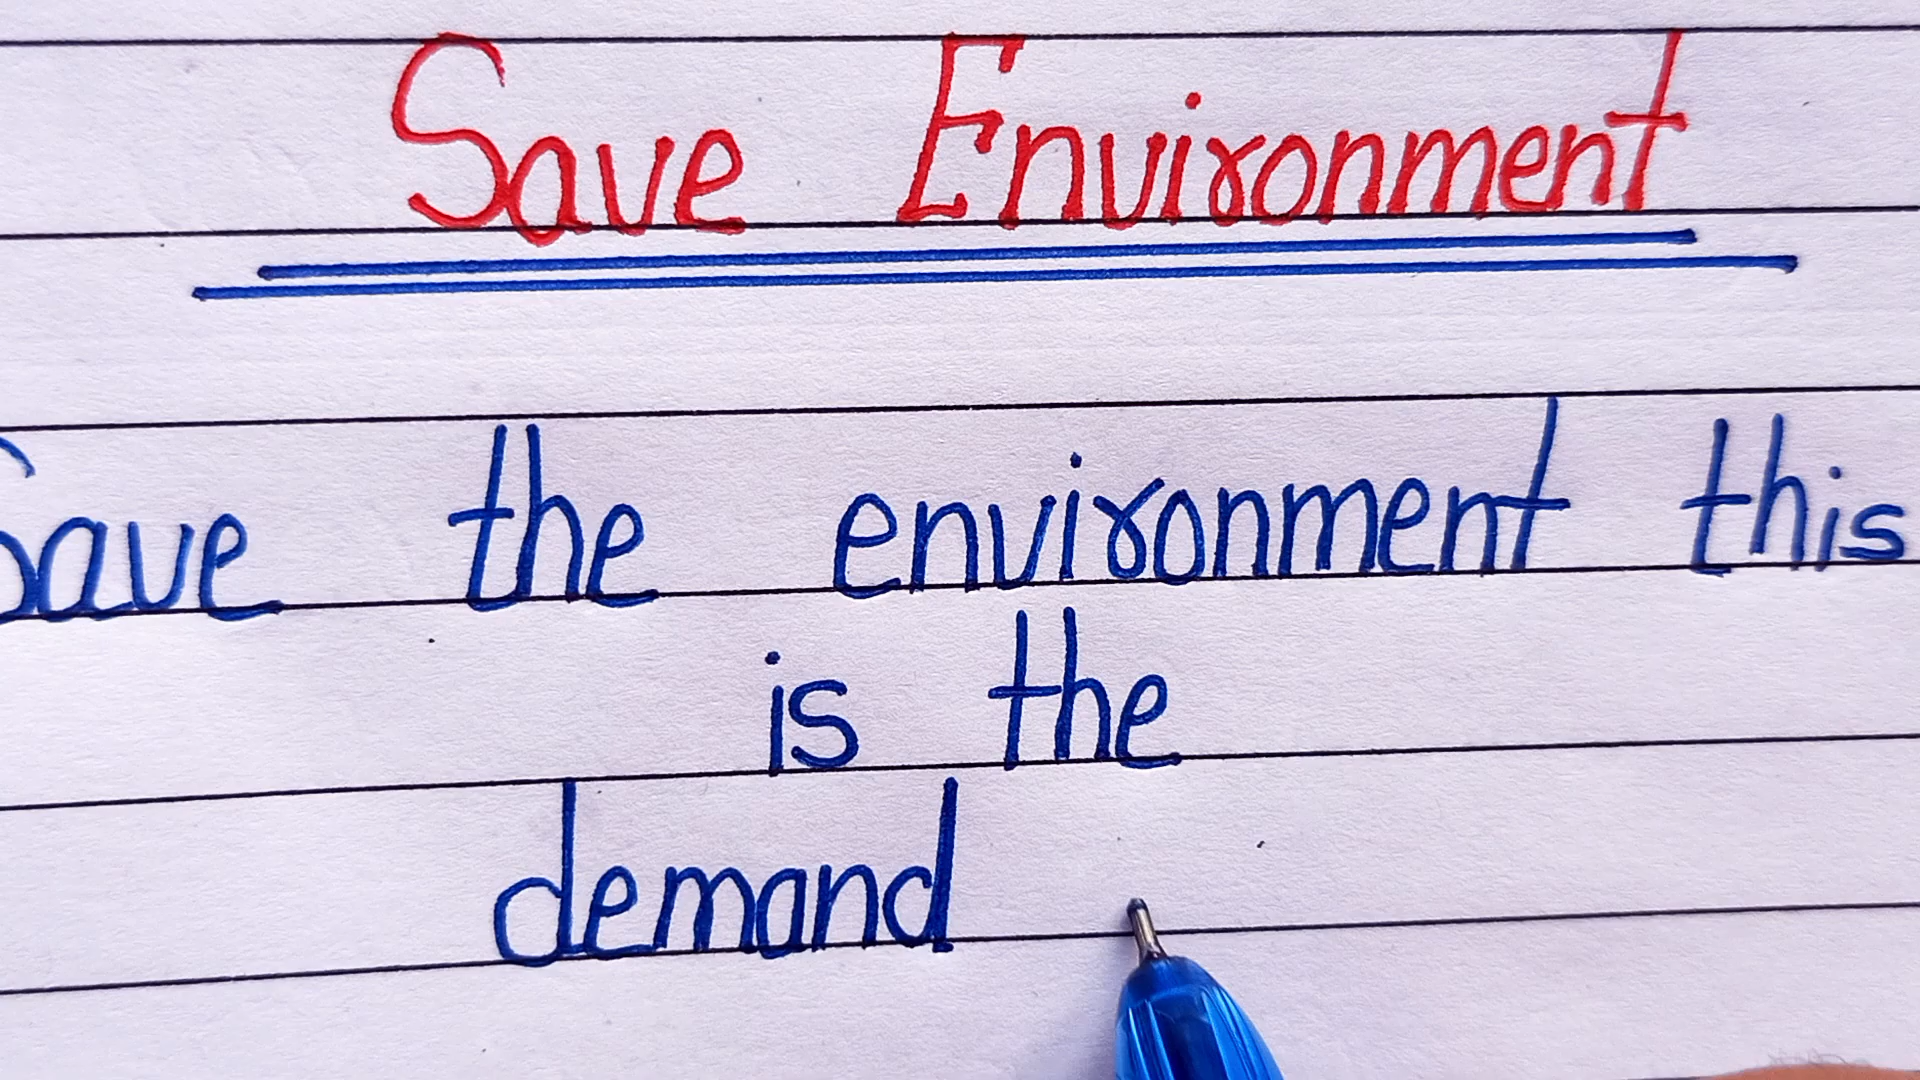 Save Environment
Save the environment this
is the
demand